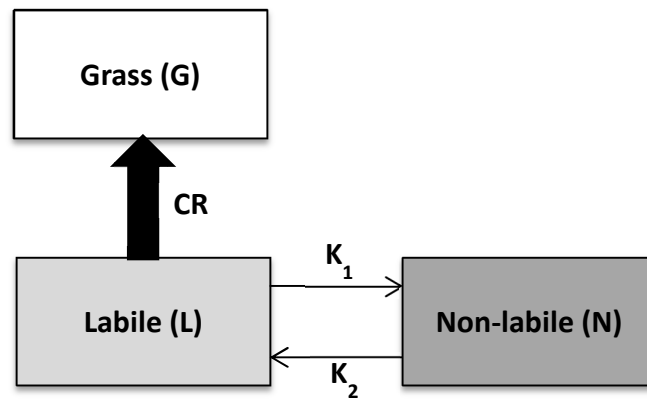 Grass (G)
CR
K1
Labile (L)
Non-labile (N)
K2